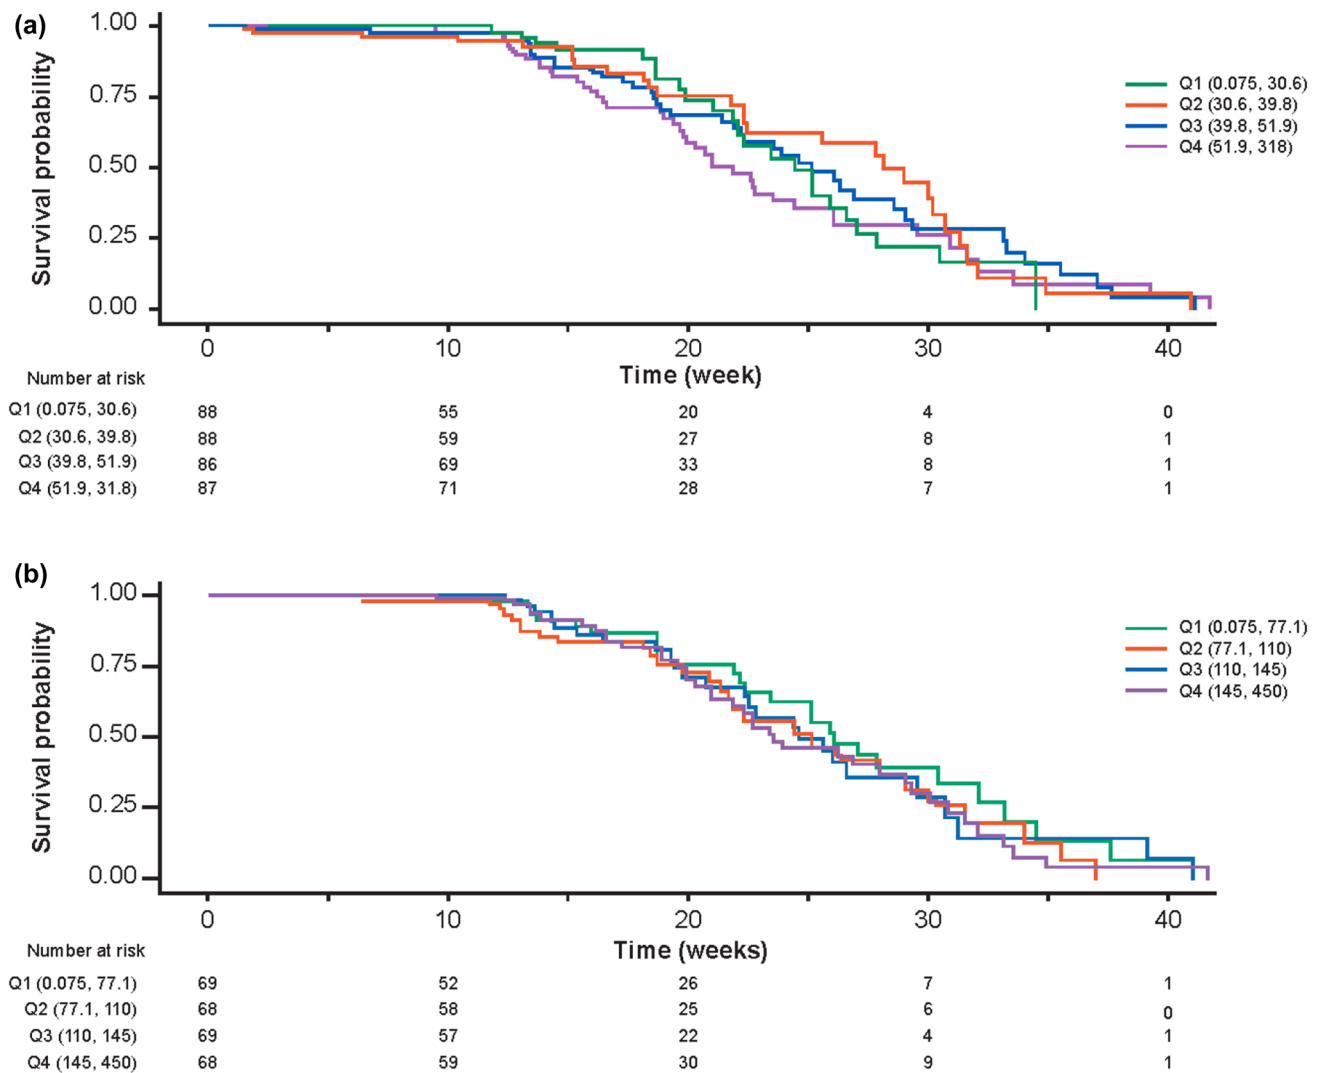 (a)
Survival probability
1.00
0.75
0.50
0.25
0.00
Q1 (0.075, 30.6)
Q2 (30.6, 39.8)
Q3 (39.8, 51.9)
Q4 (51.9, 318)
0 10 20 30 40
Time (week)
Number at risk
Q1 (0.075, 30.6) 88 55 20 4 0
Q2 (30.6, 39.8) 88 59 27 8 1
Q3 (39.8, 51.9) 86 69 33 8 1
Q4 (51.9, 31.8) 87 71 28 7 1
(b)
Survival probability
1.00
0.75
0.50
0.25
0.00
Q1 (0.075, 77.1)
Q2 (77.1, 110)
Q3 (110, 145)
Q4 (145, 450)
0 10 20 30 40
Time (weeks)
Number at risk
Q1 (0.075, 77.1) 69 52 26 7 1
Q2 (77.1, 110) 68 58 25 6 0
Q3 (110, 145) 69 57 22 4 1
Q4 (145, 450) 68 59 30 9 1